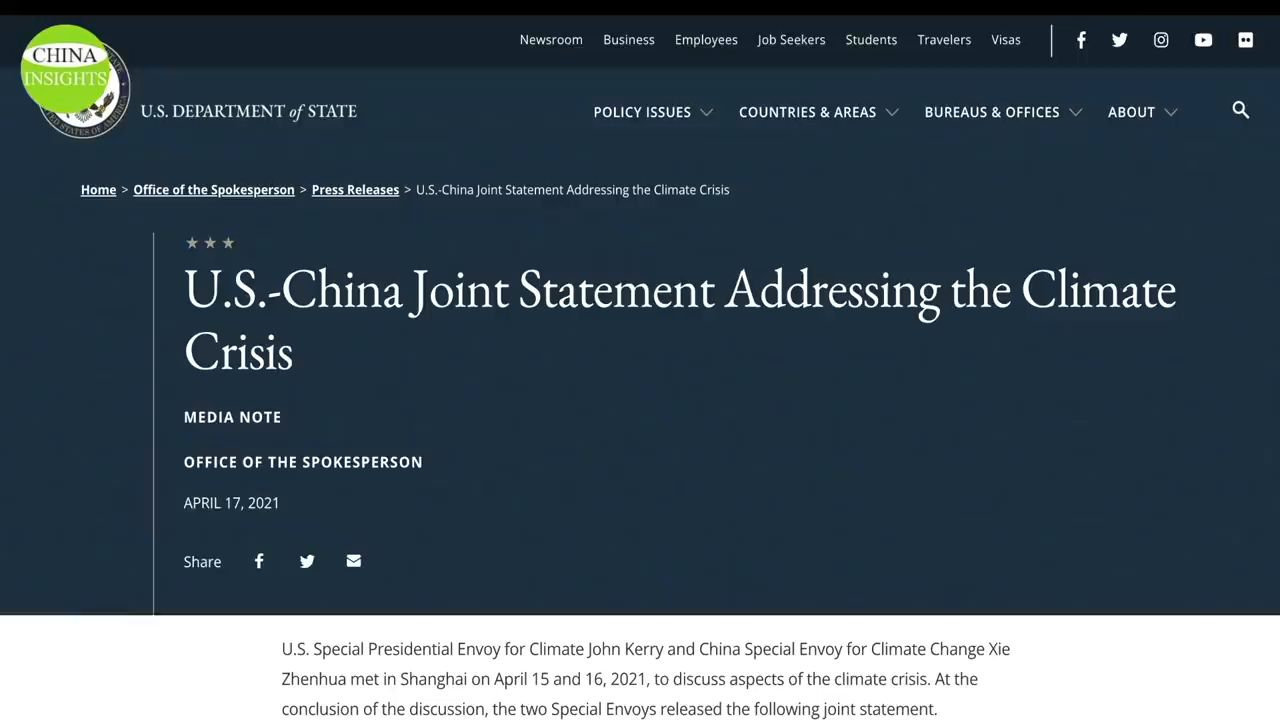 Newsroom Business Employees Job Seekers Students Travelers Visas
CHINA
INSIGHTS
U.S. DEPARTMENT of STATE
POLICY ISSUES COUNTRIES & AREAS BUREAUS & OFFICES ABOUT
Home > Office of the Spokesperson > Press Releases > U.S.-China Joint Statement Addressing the Climate Crisis
U.S.-China Joint Statement Addressing the Climate
Crisis
MEDIA NOTE
OFFICE OF THE SPOKESPERSON
APRIL 17, 2021
Share
U.S. Special Presidential Envoy for Climate John Kerry and China Special Envoy for Climate Change Xie
Zhenhua met in Shanghai on April 15 and 16, 2021, to discuss aspects of the climate crisis. At the
conclusion of the discussion, the two Special Envoys released the following joint statement.